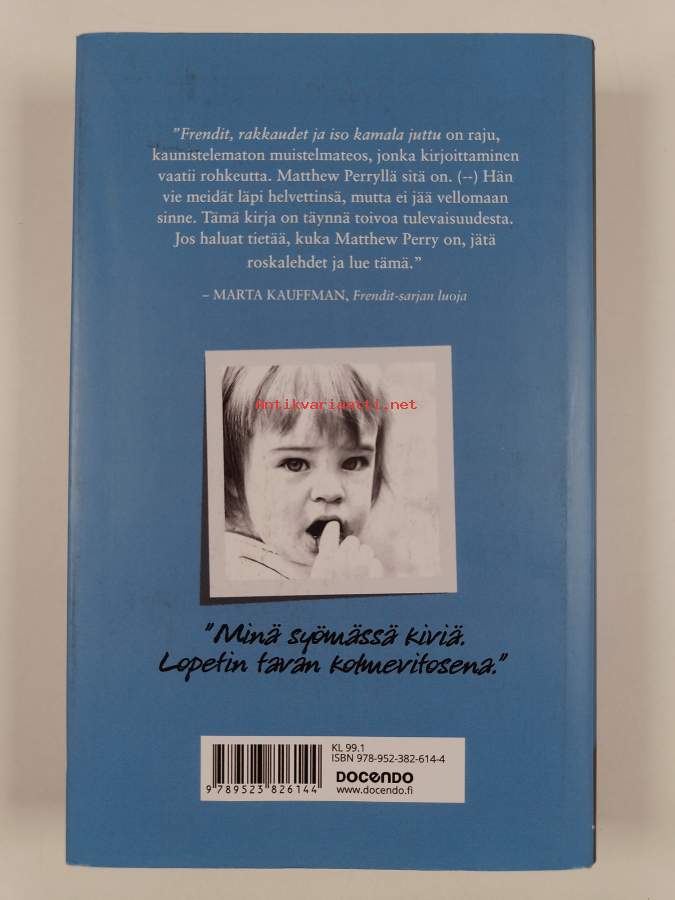 "Frendit, rakkaudet ja iso kamala juttu on raju,
kaunistelematon muistelmateos, jonka kirjoittaminen
vaatii rohkeutta. Matthew Perryllä sitä on. (--) Hän
vie meidät läpi helvettinsä, mutta ei jää vellomaan
sinne. Tämä kirja on täynnä toivoa tulevaisuudesta.
Jos haluat tietää, kuka Matthew Perry on, jätä
roskalehdet ja lue tämä."
– MARTA KAUFFMAN, Frendit-sarjan luoja
Antikvariaatti.net
"Minä syömässä kiviä.
Lopetin tavan kolmevitosena."
KL 99.1
ISBN 978-952-382-614-4
DOCENDO
www.docendo.fi
9 789523 826144